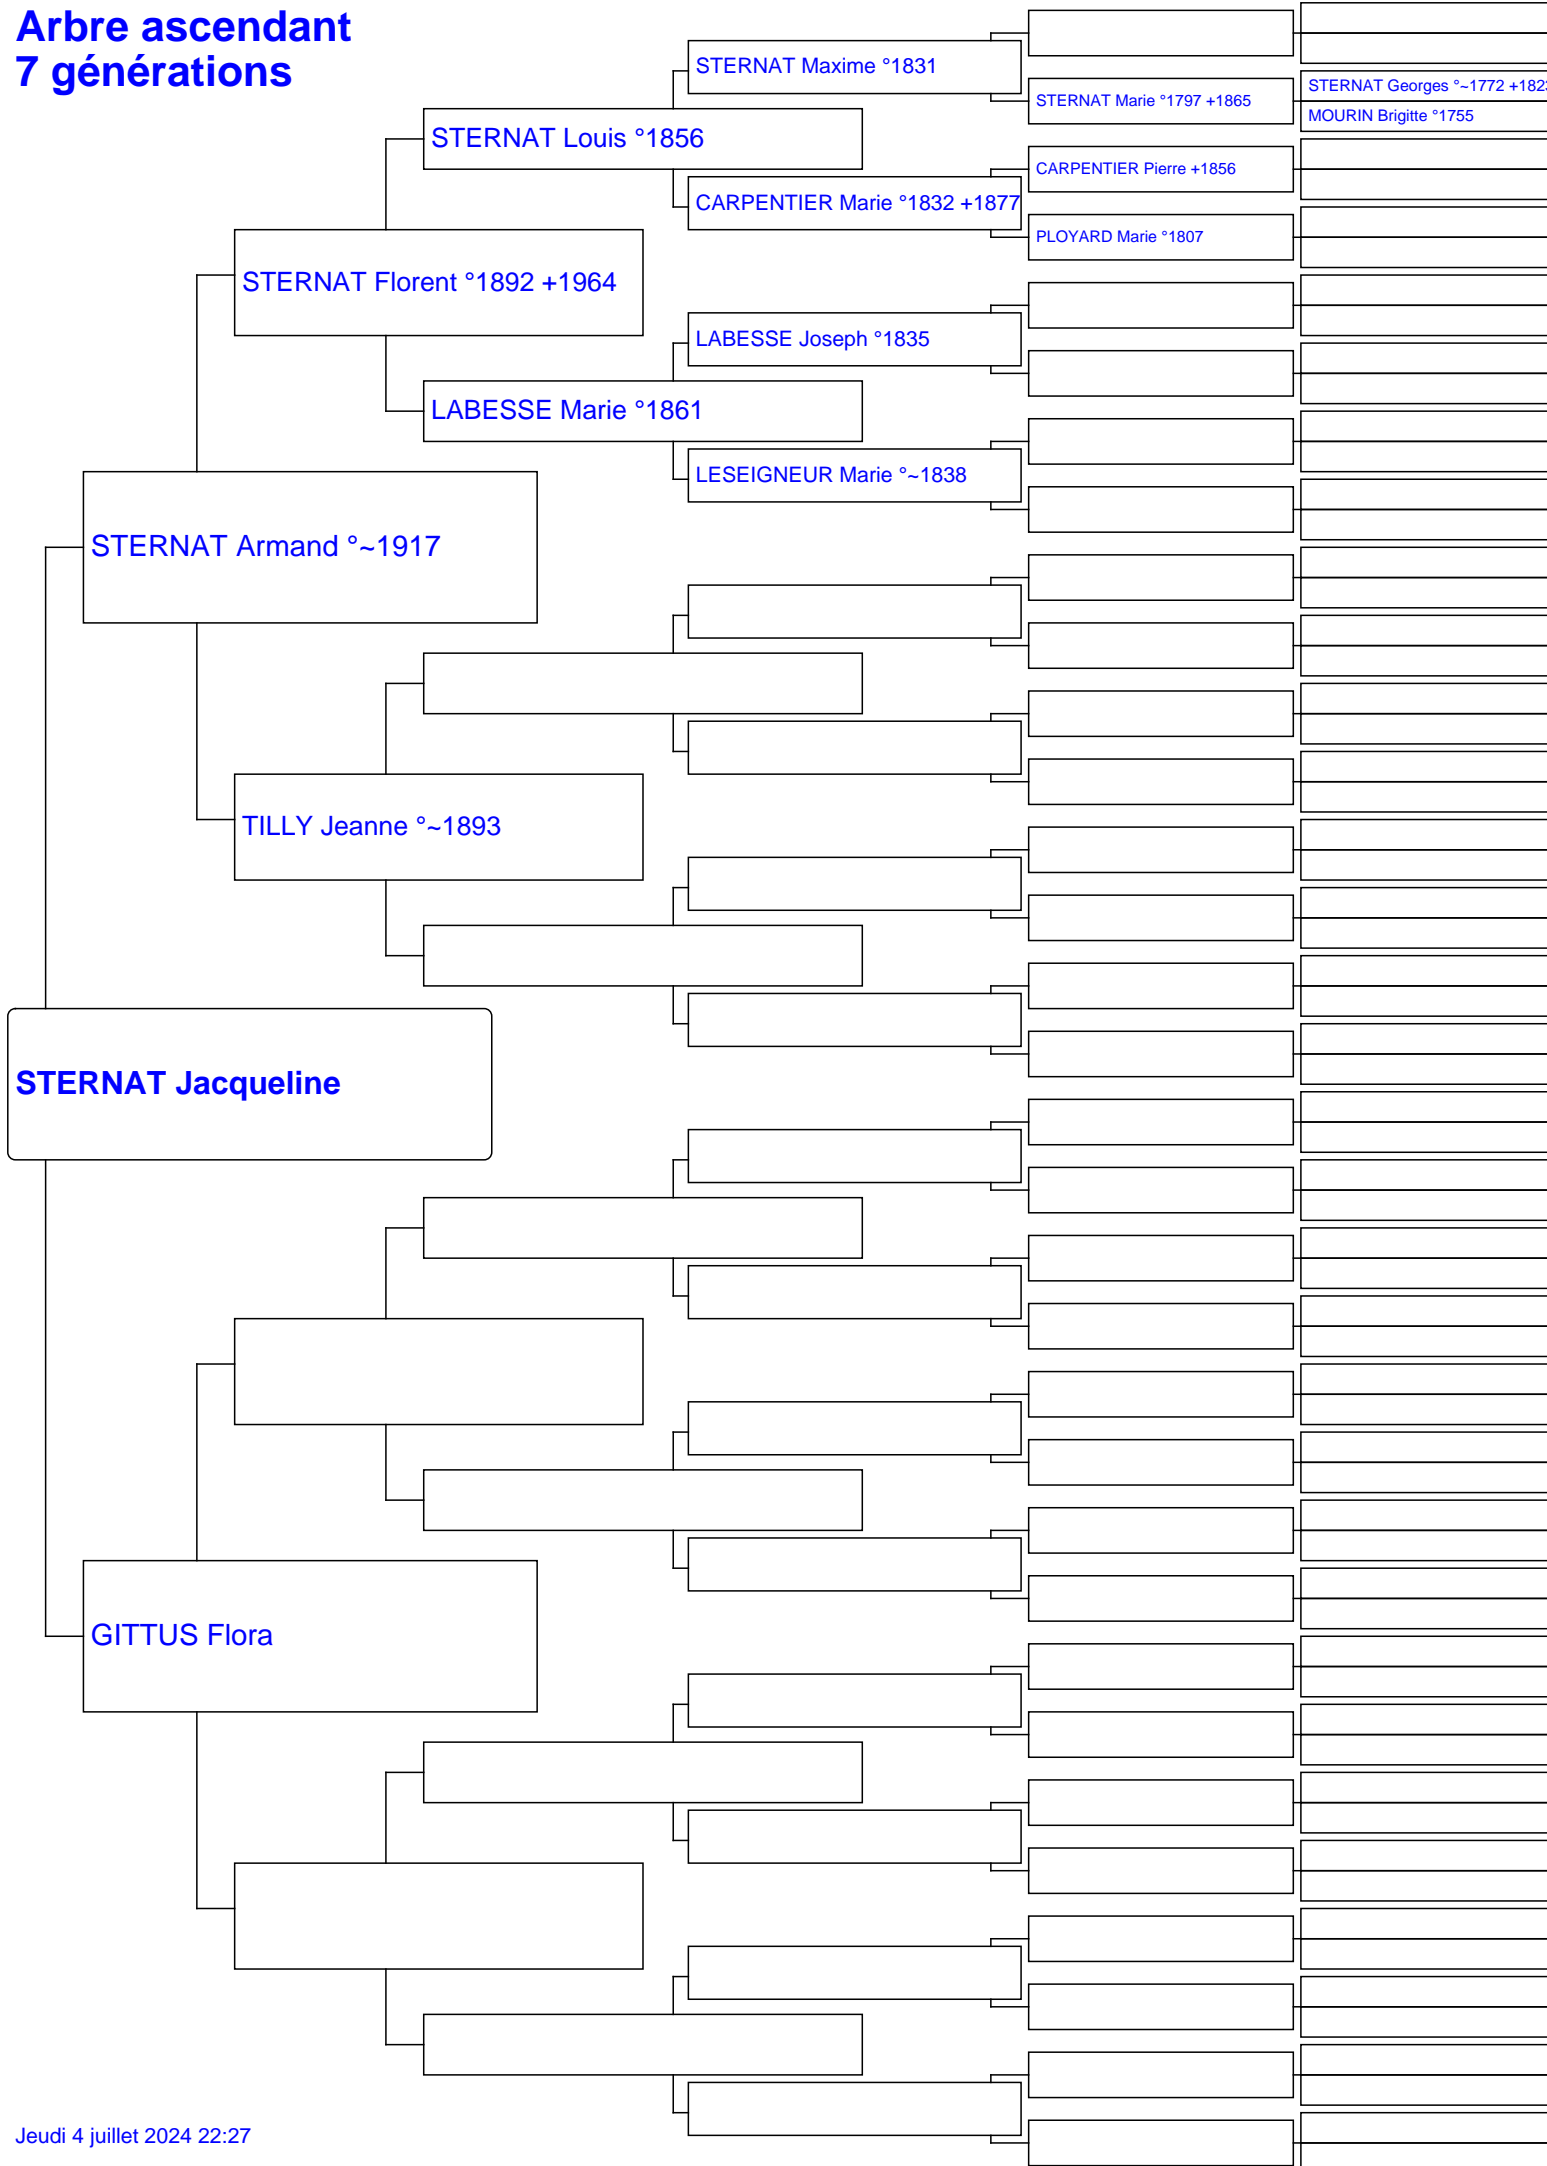 Arbre ascendant
7 générations
STERNAT Maxime °1831
STERNAT Georges °~1772 +1823
STERNAT Marie °1797 +1865
MOURIN Brigitte °1755
STERNAT Louis °1856
CARPENTIER Pierre +1856
CARPENTIER Marie °1832 +1877
PLOYARD Marie °1807
STERNAT Florent °1892 +1964
LABESSE Joseph °1835
LABESSE Marie °1861
LESEIGNEUR Marie °~1838
STERNAT Armand °~1917
TILLY Jeanne °~1893
STERNAT Jacqueline
GITTUS Flora
Jeudi 4 juillet 2024 22:27